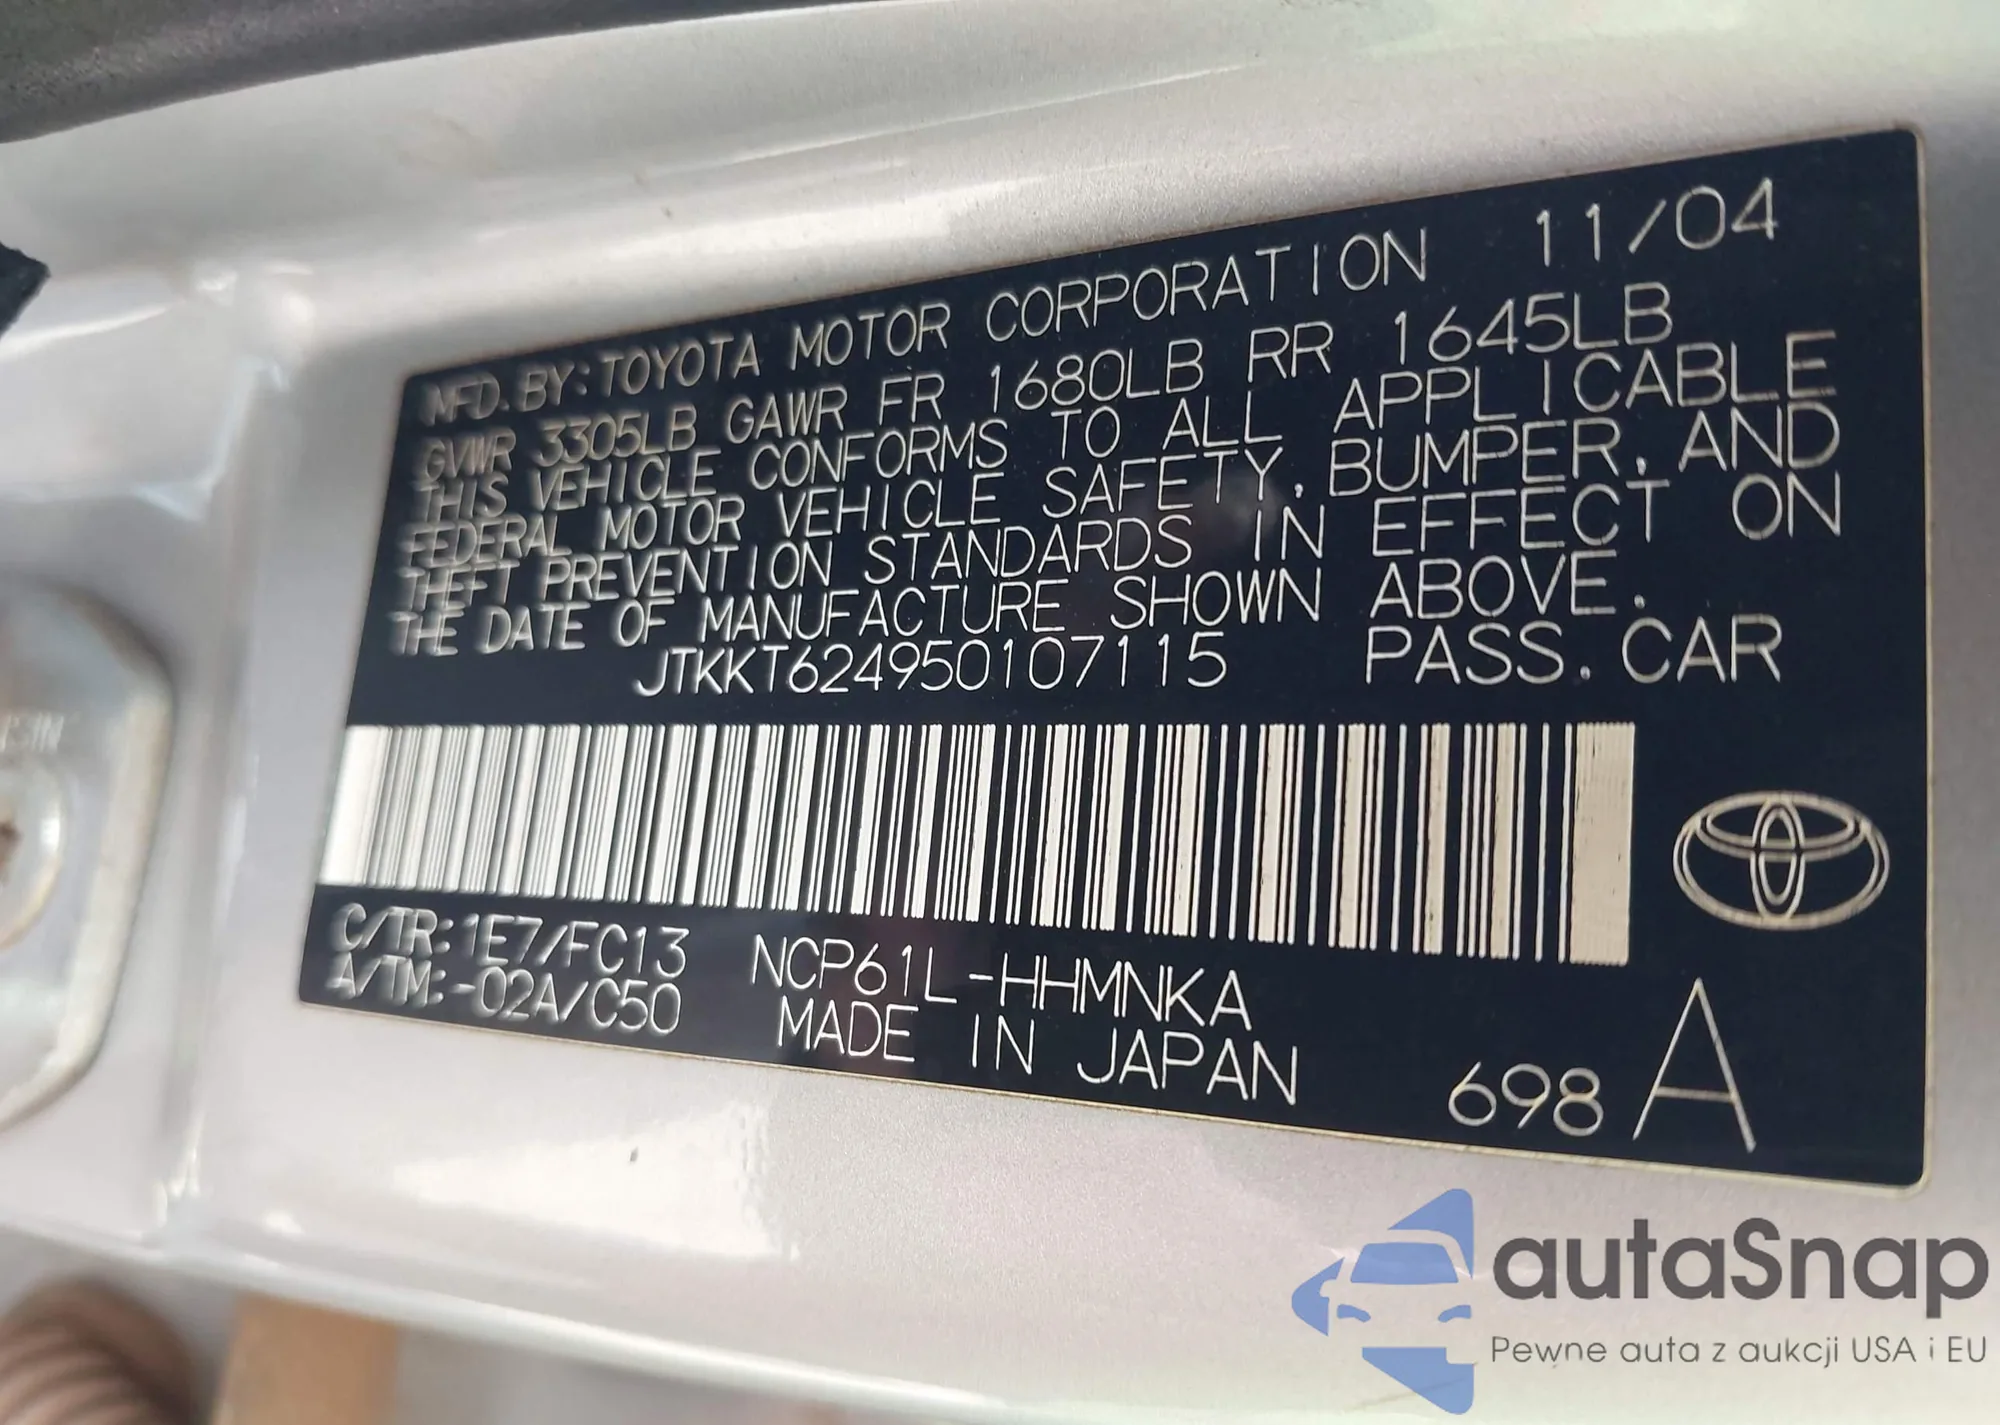 MFD. BY: TOYOTA MOTOR CORPORATION 11/04
GVWR 3305LB GAWR FR 1680LB RR 1645LB
THIS VEHICLE CONFORMS TO ALL APPLICABLE
FEDERAL MOTOR VEHICLE SAFETY, BUMPER, AND
THEFT PREVENTION STANDARDS IN EFFECT ON
THE DATE OF MANUFACTURE SHOWN ABOVE.
JTKKT624950107115 PASS. CAR
C/TR: 1E7/FC13 NCP61L-HHMNKA
A/TM: -02A/C50 MADE IN JAPAN 698 A
autaSnap
Pewne auta z aukcji USA i EU